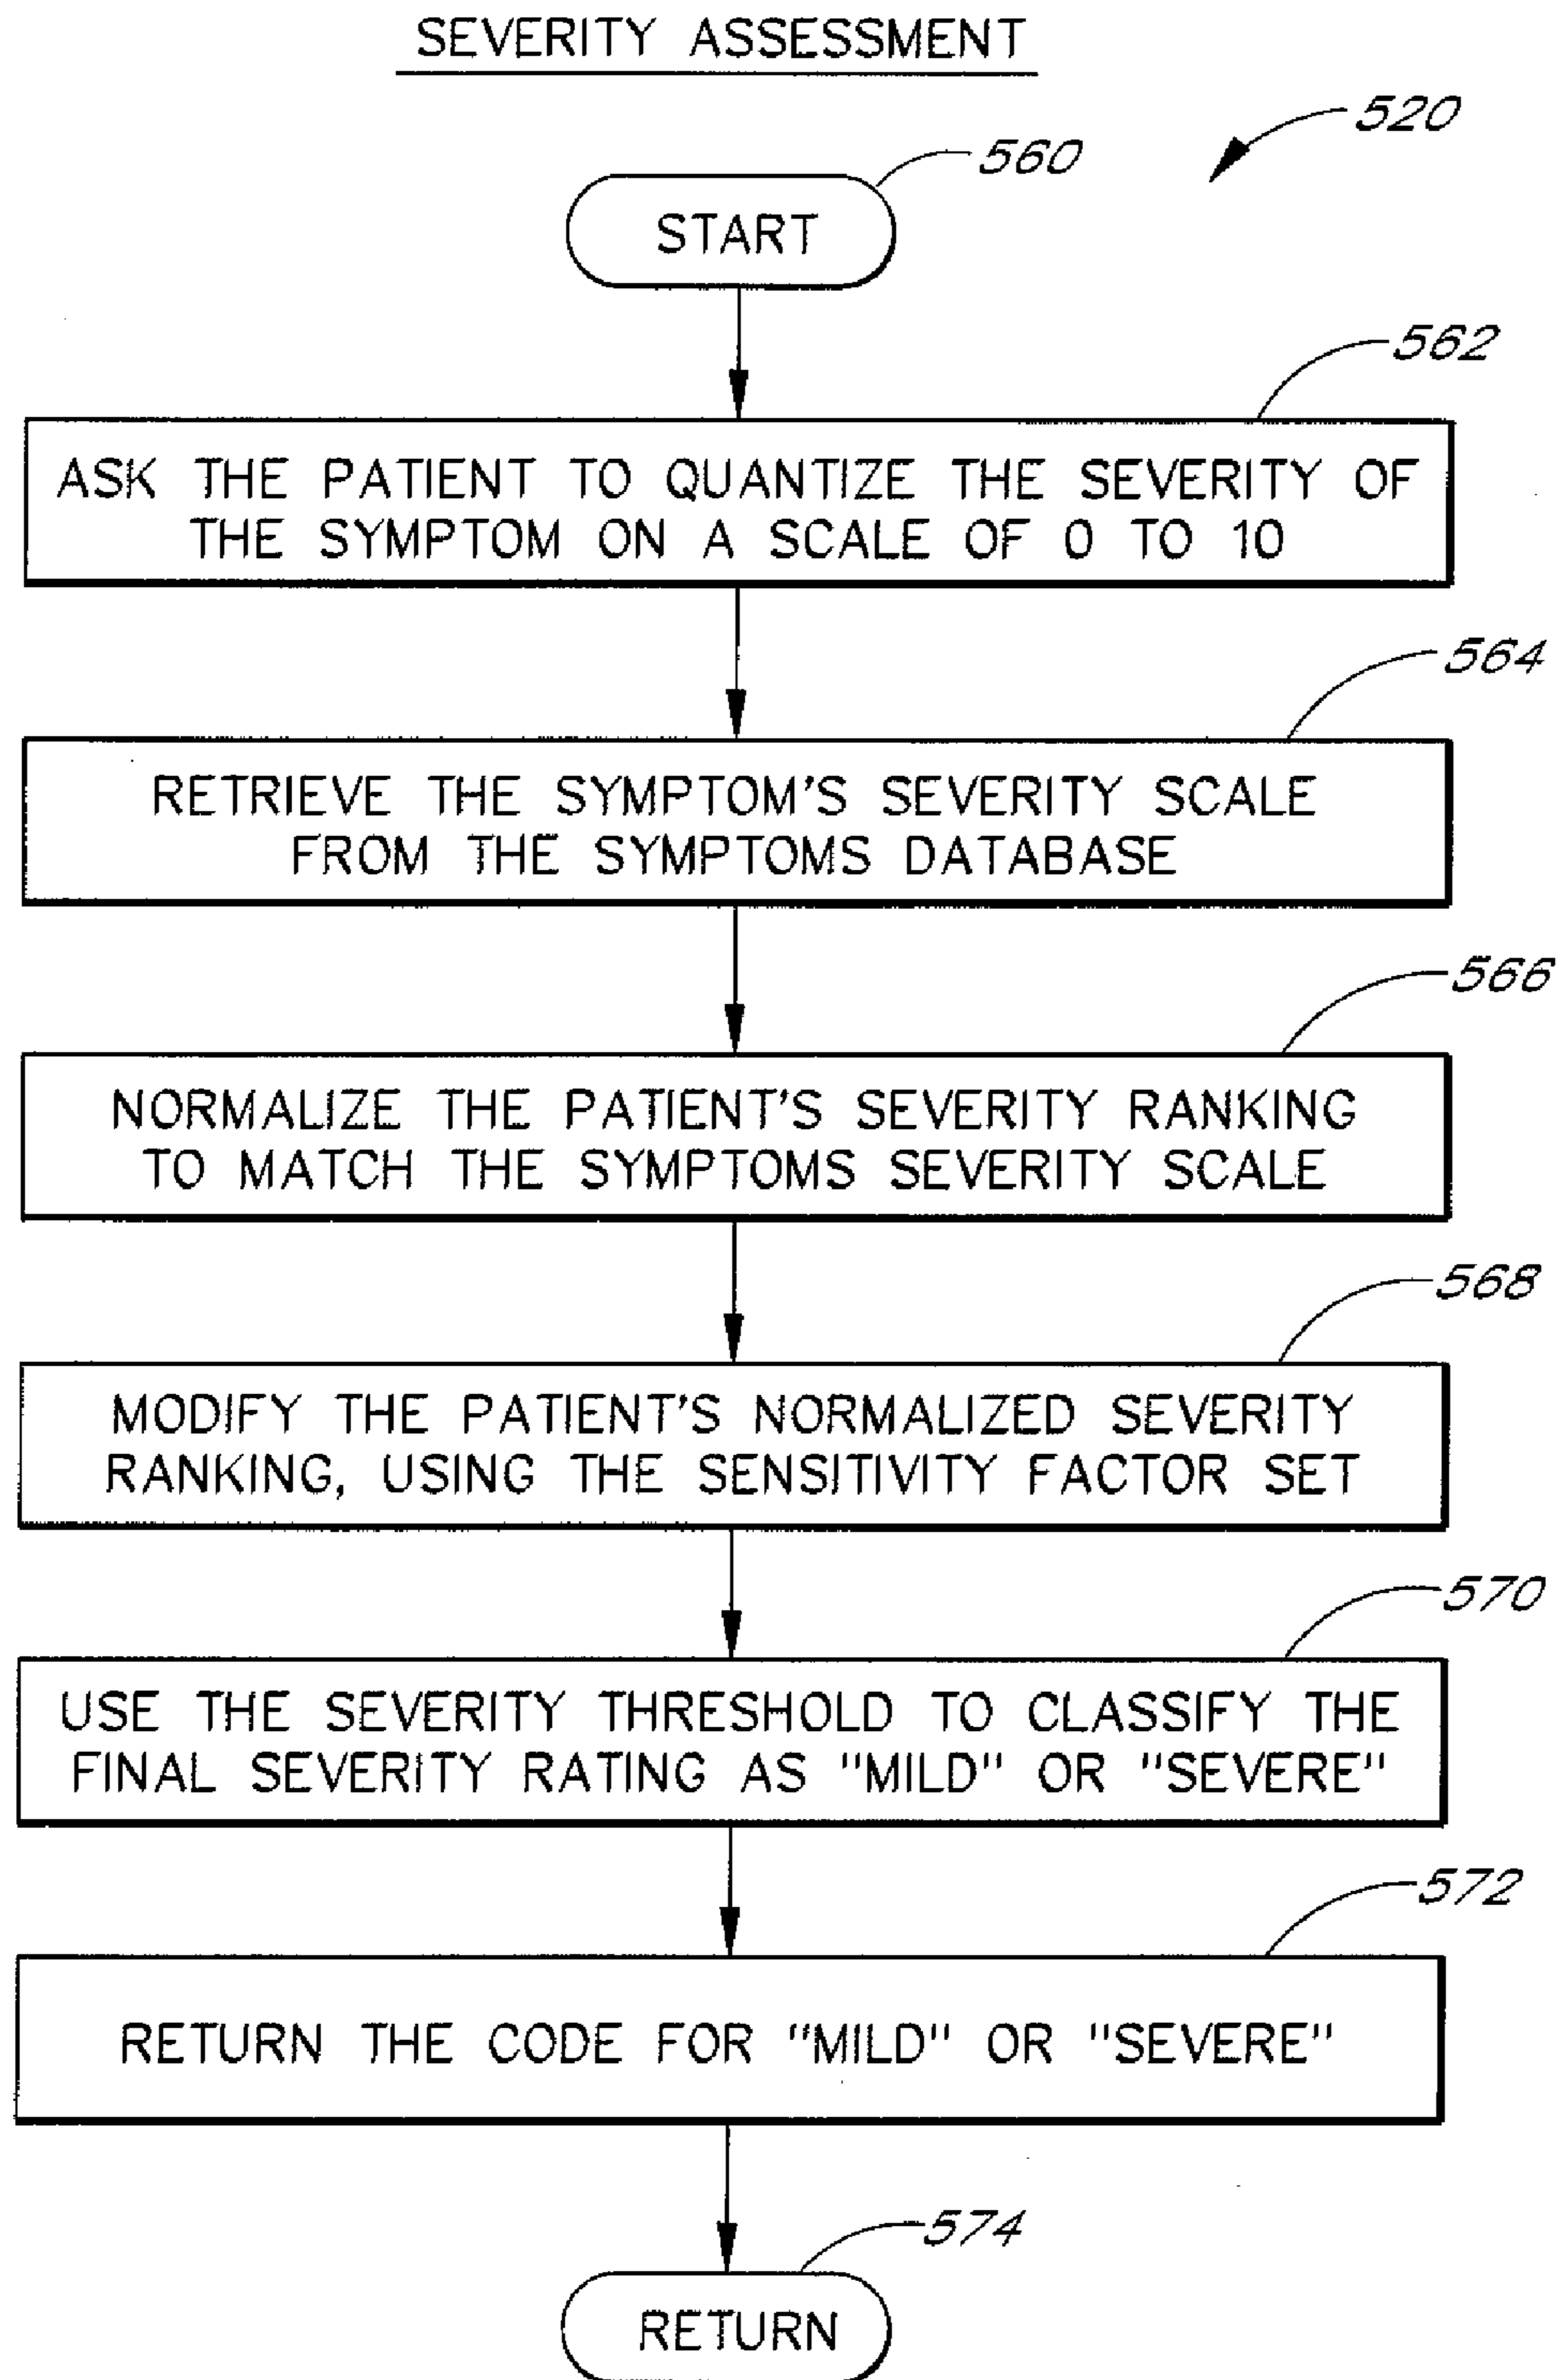 SEVERITY ASSESSMENT
520
560
START
562
ASK THE PATIENT TO QUANTIZE THE SEVERITY OF
THE SYMPTOM ON A SCALE OF 0 TO 10
564
RETRIEVE THE SYMPTOM'S SEVERITY SCALE
FROM THE SYMPTOMS DATABASE
566
NORMALIZE THE PATIENT'S SEVERITY RANKING
TO MATCH THE SYMPTOMS SEVERITY SCALE
568
MODIFY THE PATIENT'S NORMALIZED SEVERITY
RANKING, USING THE SENSITIVITY FACTOR SET
570
USE THE SEVERITY THRESHOLD TO CLASSIFY THE
FINAL SEVERITY RATING AS "MILD" OR "SEVERE"
572
RETURN THE CODE FOR "MILD" OR "SEVERE"
574
RETURN